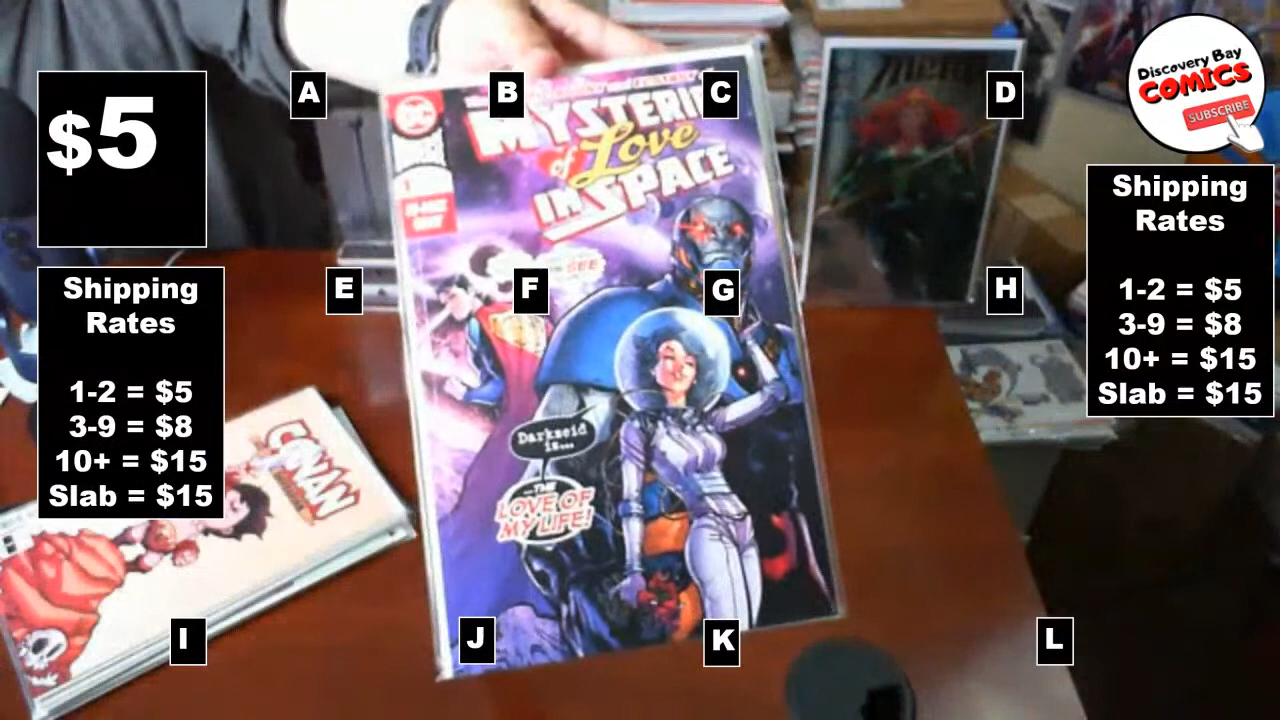 $5
A
B
C
D
E
F
G
H
I
J
K
L
Discovery Bay
COMICS
SUBSCRIBE
Shipping
Rates
1-2 = $5
3-9 = $8
10+ = $15
Slab = $15
Shipping
Rates
1-2 = $5
3-9 = $8
10+ = $15
Slab = $15
DC
of Love
IN SPACE
SEE
Darkseid
is...
...THE
LOVE OF
MY LIFE!
CONAN